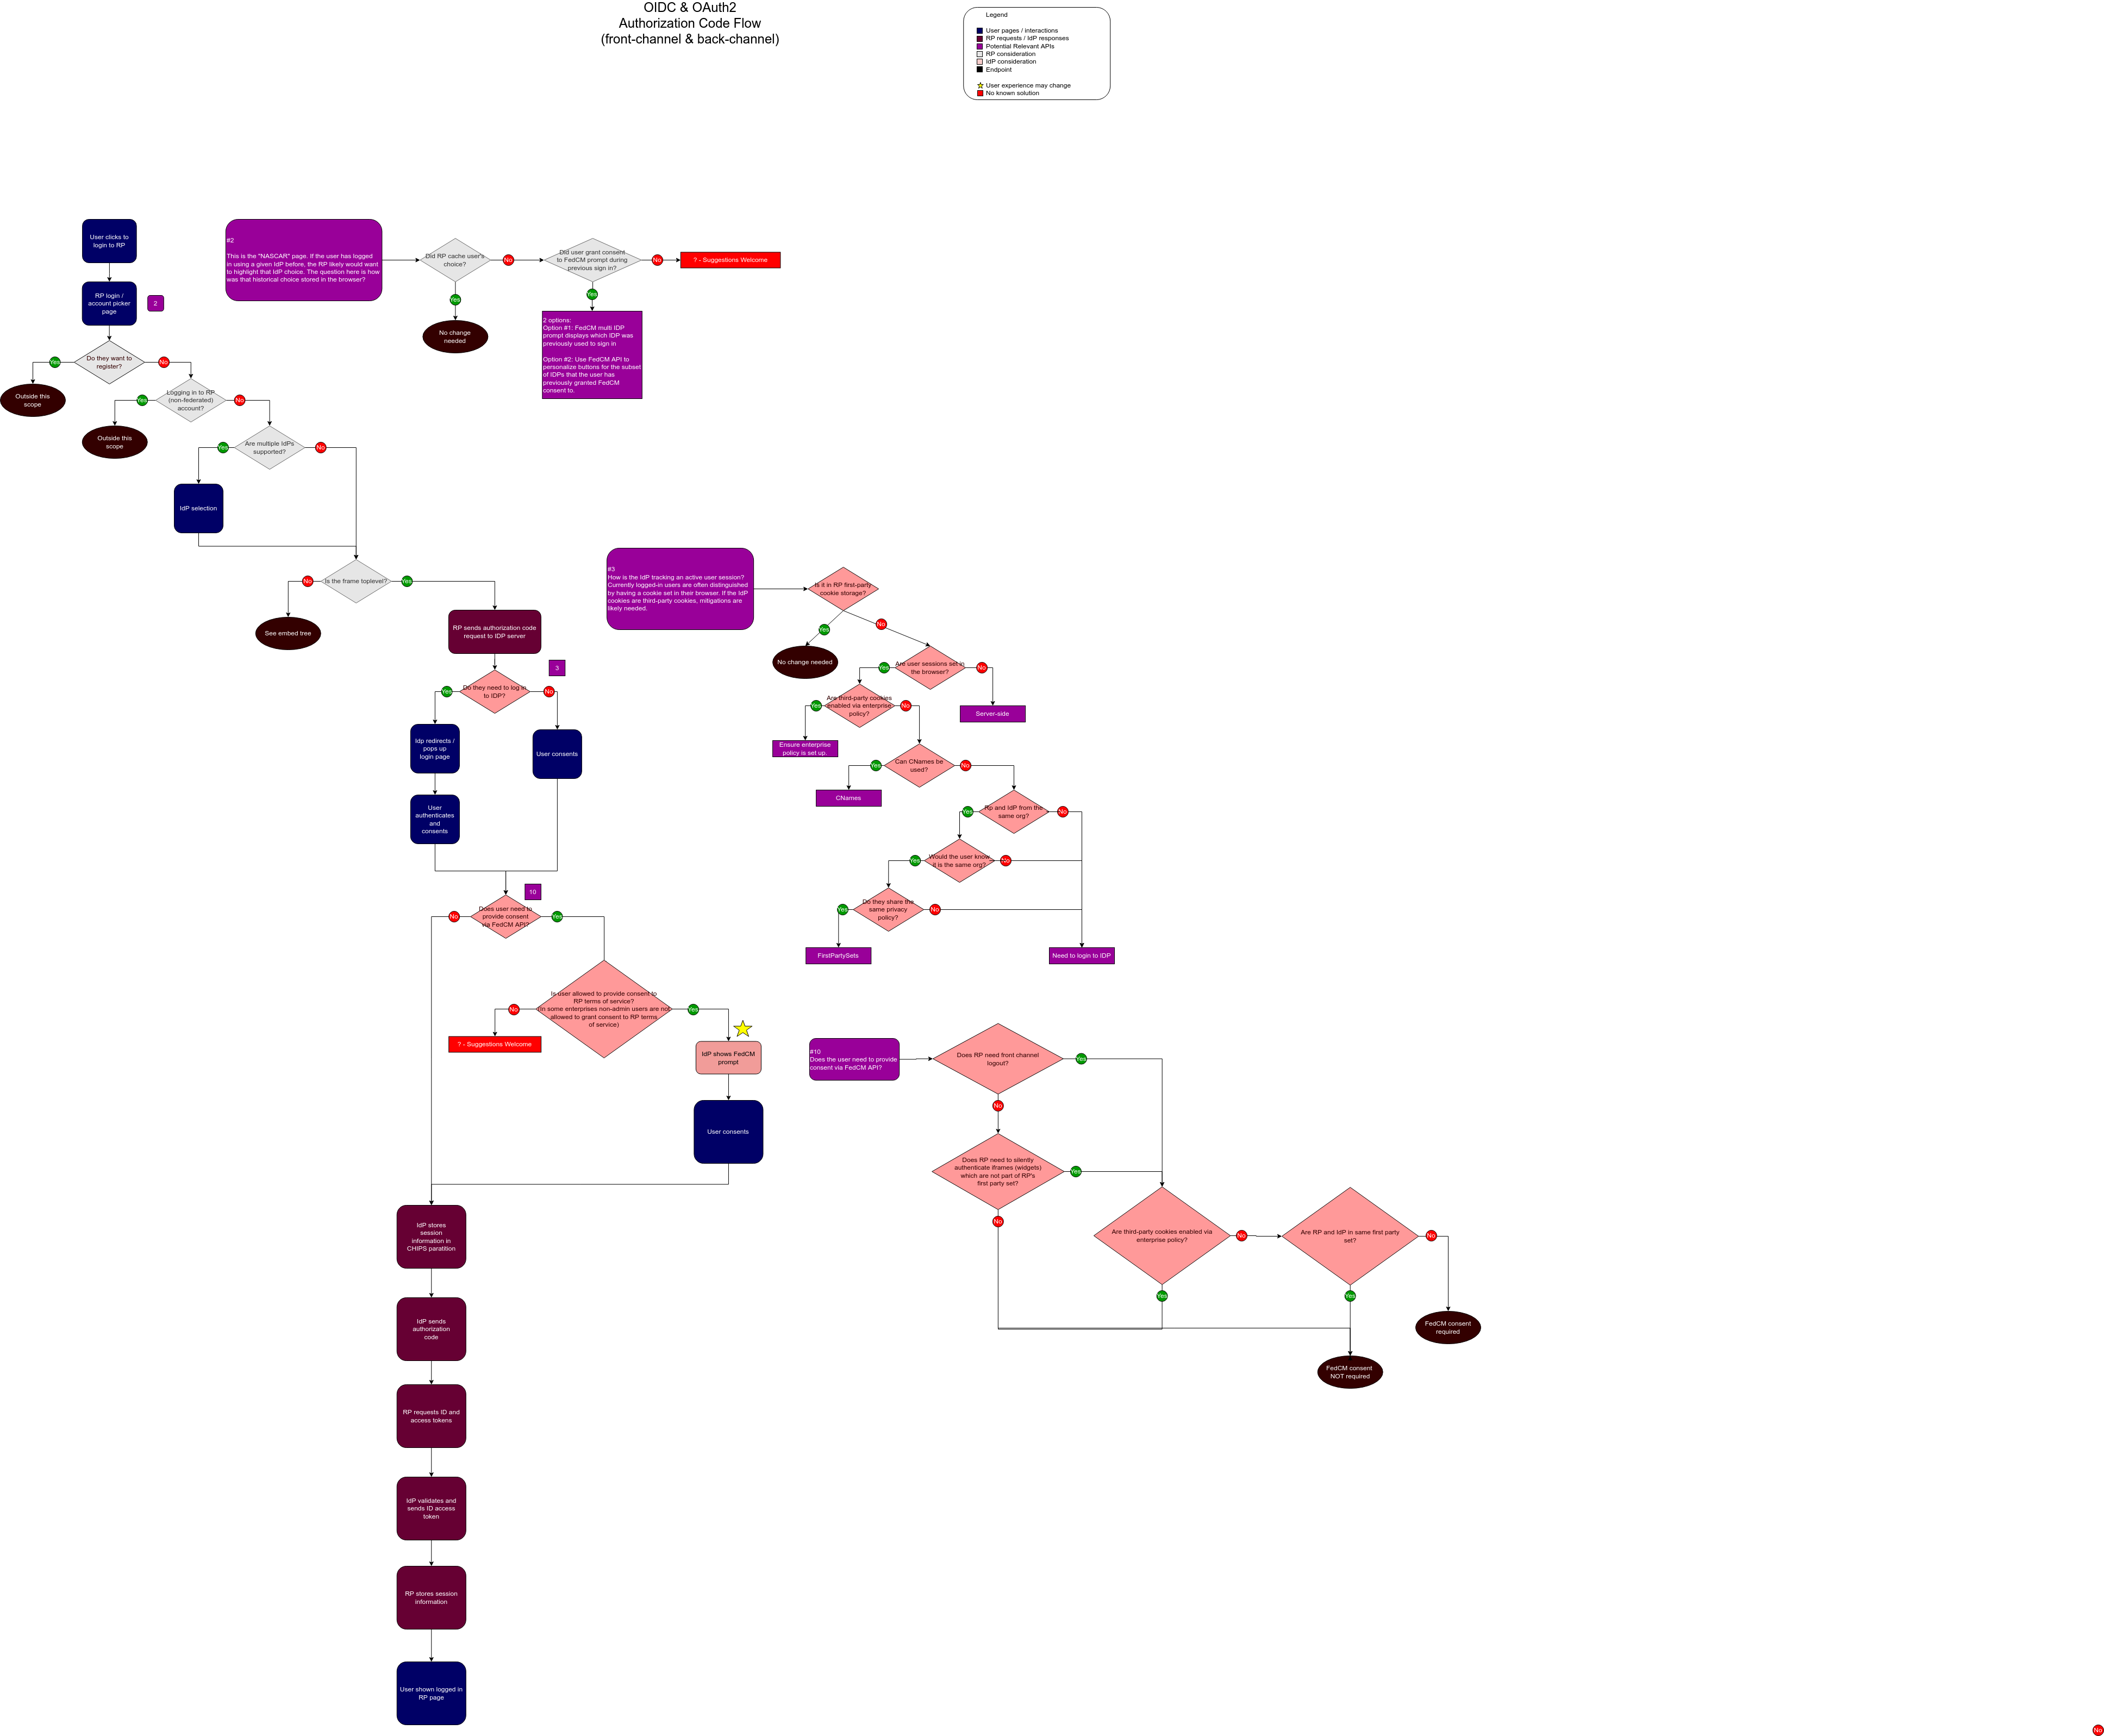 OIDC & OAuth2
Authorization Code Flow
(front-channel & back-channel)
Legend
User pages / interactions
RP requests / IdP responses
Potential Relevant APIs
RP consideration
IdP consideration
Endpoint
User experience may change
No known solution
User clicks to
login to RP
RP login /
account picker
page
2
Do they want to
register?
Yes
No
Outside this
scope
Logging in to RP
(non-federated)
account?
Yes
No
Outside this
scope
Are multiple IdPs
supported?
Yes
No
IdP selection
Is the frame toplevel?
No
Yes
See embed tree
#2
This is the "NASCAR" page. If the user has logged
in using a given IdP before, the RP likely would want
to highlight that IdP choice. The question here is how
was that historical choice stored in the browser?
Did RP cache user's
choice?
No
Yes
No change
needed
Did user grant consent
to FedCM prompt during
previous sign in?
No
Yes
? - Suggestions Welcome
2 options:
Option #1: FedCM multi IDP
prompt displays which IDP was
previously used to sign in
Option #2: Use FedCM API to
personalize buttons for the subset
of IDPs that the user has
previously granted FedCM
consent to.
RP sends authorization code
request to IDP server
3
Do they need to log in
to IDP?
Yes
No
Idp redirects /
pops up
login page
User consents
User
authenticates
and
consents
10
Does user need to
provide consent
via FedCM API?
No
Yes
Is user allowed to provide consent to
RP terms of service?
(in some enterprises non-admin users are not
allowed to grant consent to RP terms
of service)
No
Yes
? - Suggestions Welcome
IdP shows FedCM
prompt
User consents
IdP stores
session
information in
CHIPS paratition
IdP sends
authorization
code
RP requests ID and
access tokens
IdP validates and
sends ID access
token
RP stores session
information
User shown logged in
RP page
#3
How is the IdP tracking an active user session?
Currently logged-in users are often distinguished
by having a cookie set in their browser. If the IdP
cookies are third-party cookies, mitigations are
likely needed.
Is it in RP first-party
cookie storage?
Yes
No
No change needed
Are user sessions set in
the browser?
Yes
No
Server-side
Are third-party cookies
enabled via enterprise
policy?
Yes
No
Ensure enterprise
policy is set up.
Can CNames be
used?
Yes
No
CNames
Rp and IdP from the
same org?
Yes
No
Would the user know
it is the same org?
Yes
No
Do they share the
same privacy
policy?
Yes
No
FirstPartySets
Need to login to IDP
#10
Does the user need to provide
consent via FedCM API?
Does RP need front channel
logout?
Yes
No
Does RP need to silently
authenticate iframes (widgets)
which are not part of RP's
first party set?
Yes
No
Are third-party cookies enabled via
enterprise policy?
No
Yes
Are RP and IdP in same first party
set?
No
Yes
FedCM consent
required
FedCM consent
NOT required
No